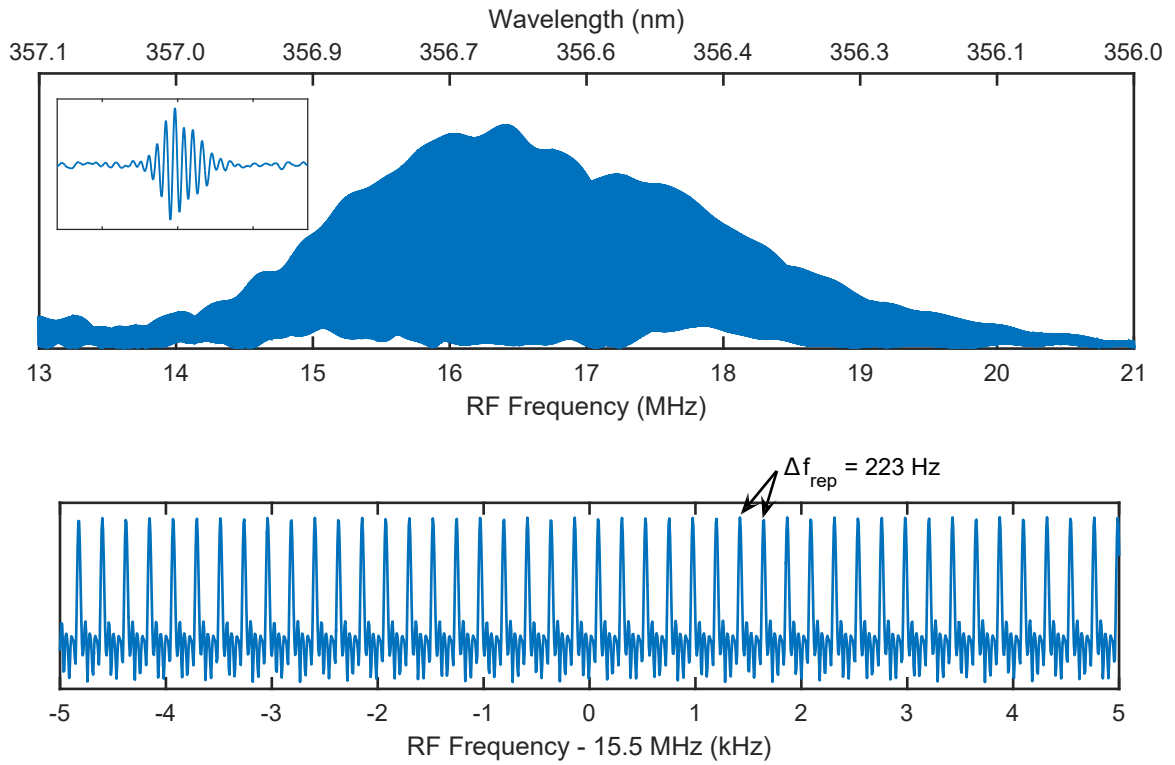 Wavelength (nm)
357.1 357.0 356.9 356.7 356.6 356.4 356.3 356.1 356.0
13 14 15 16 17 18 19 20 21
RF Frequency (MHz)
Δf_rep = 223 Hz
-5 -4 -3 -2 -1 0 1 2 3 4 5
RF Frequency - 15.5 MHz (kHz)